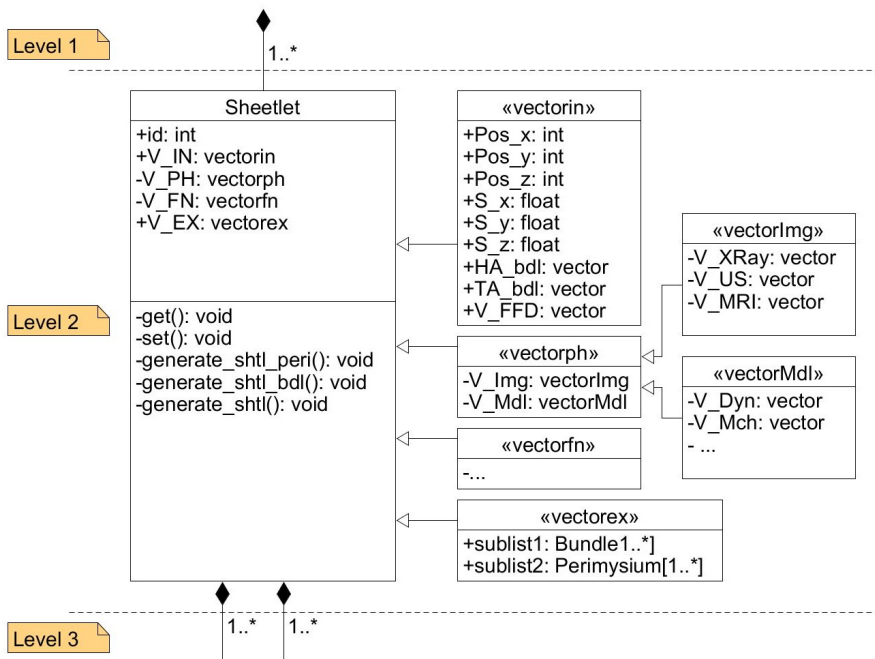 Level 1
1..*
Sheetlet
+id: int
+V_IN: vectorin
-V_PH: vectorph
-V_FN: vectorfn
+V_EX: vectorex
-get(): void
-set(): void
-generate_shtl_peri(): void
-generate_shtl_bdl(): void
-generate_shtl(): void
«vectorin»
+Pos_x: int
+Pos_y: int
+Pos_z: int
+S_x: float
+S_y: float
+S_z: float
+HA_bdl: vector
+TA_bdl: vector
+V_FFD: vector
«vectorImg»
-V_XRay: vector
-V_US: vector
-V_MRI: vector
Level 2
«vectorph»
-V_Img: vectorImg
-V_Mdl: vectorMdl
«vectorMdl»
-V_Dyn: vector
-V_Mch: vector
- ...
«vectorfn»
-...
«vectorex»
+sublist1: Bundle1..*]
+sublist2: Perimysium[1..*]
1..*
1..*
Level 3